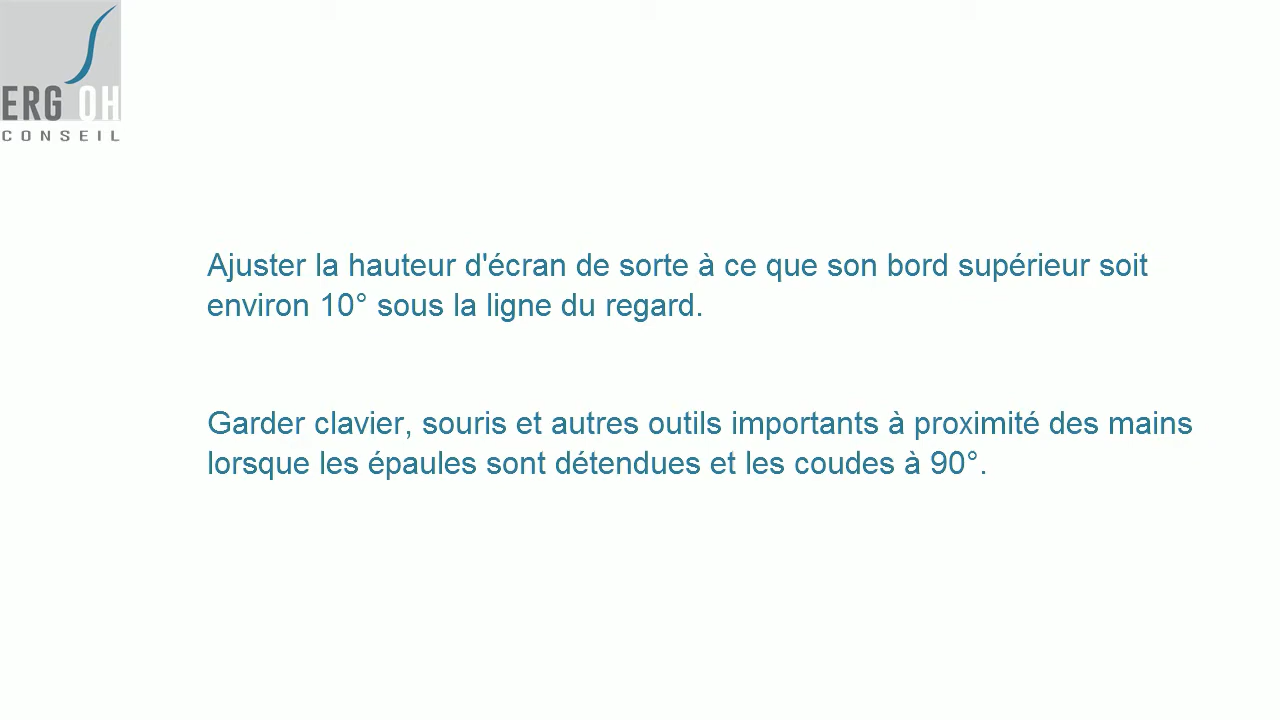 ERG OH
CONSEIL
Ajuster la hauteur d'écran de sorte à ce que son bord supérieur soit
environ 10° sous la ligne du regard.
Garder clavier, souris et autres outils importants à proximité des mains
lorsque les épaules sont détendues et les coudes à 90°.